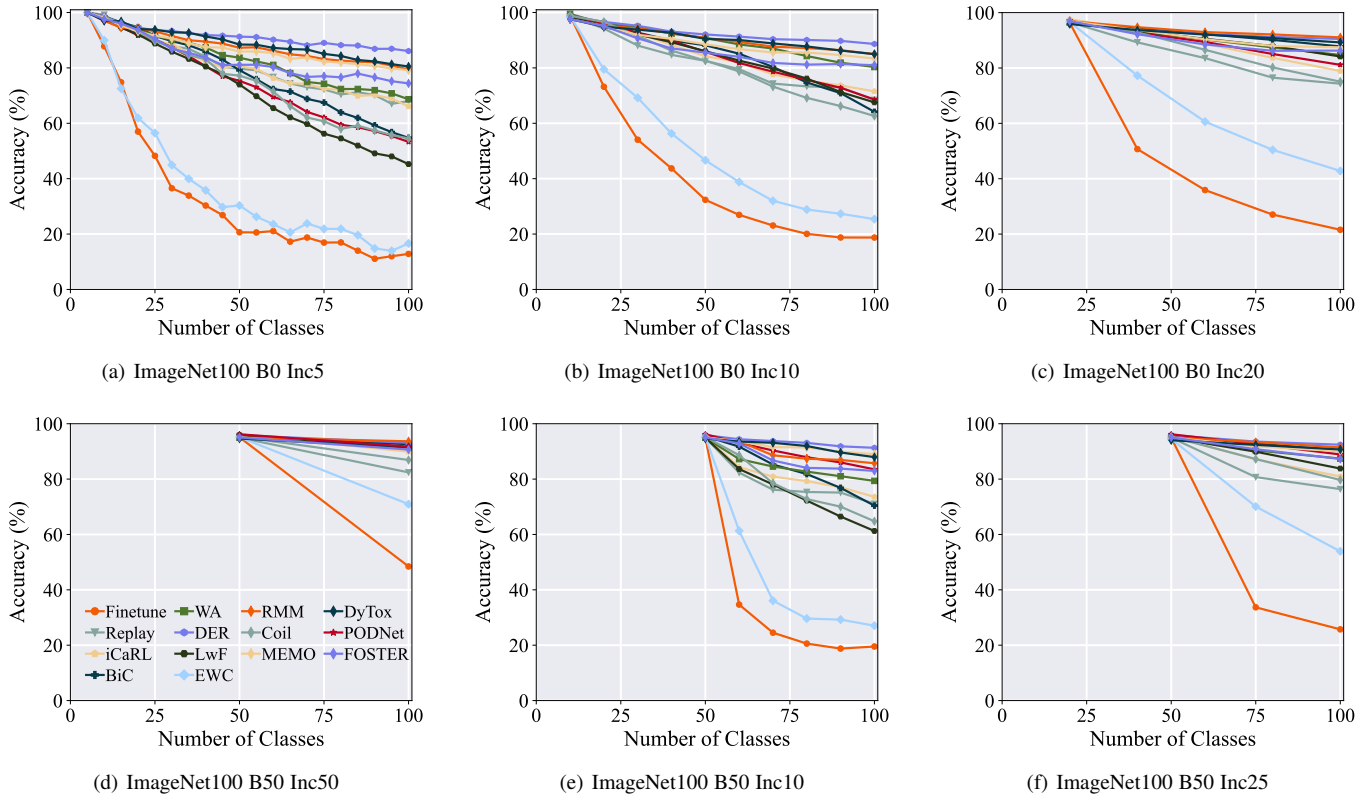 100
80
60
40
20
0
Accuracy (%)
0 25 50 75 100
Number of Classes
(a) ImageNet100 B0 Inc5
100
80
60
40
20
0
Accuracy (%)
0 25 50 75 100
Number of Classes
(b) ImageNet100 B0 Inc10
100
80
60
40
20
0
Accuracy (%)
0 25 50 75 100
Number of Classes
(c) ImageNet100 B0 Inc20
100
80
60
40
20
0
Accuracy (%)
Finetune WA RMM DyTox
Replay DER Coil PODNet
iCaRL LwF MEMO FOSTER
BiC EWC
0 25 50 75 100
Number of Classes
(d) ImageNet100 B50 Inc50
100
80
60
40
20
0
Accuracy (%)
0 25 50 75 100
Number of Classes
(e) ImageNet100 B50 Inc10
100
80
60
40
20
0
Accuracy (%)
0 25 50 75 100
Number of Classes
(f) ImageNet100 B50 Inc25